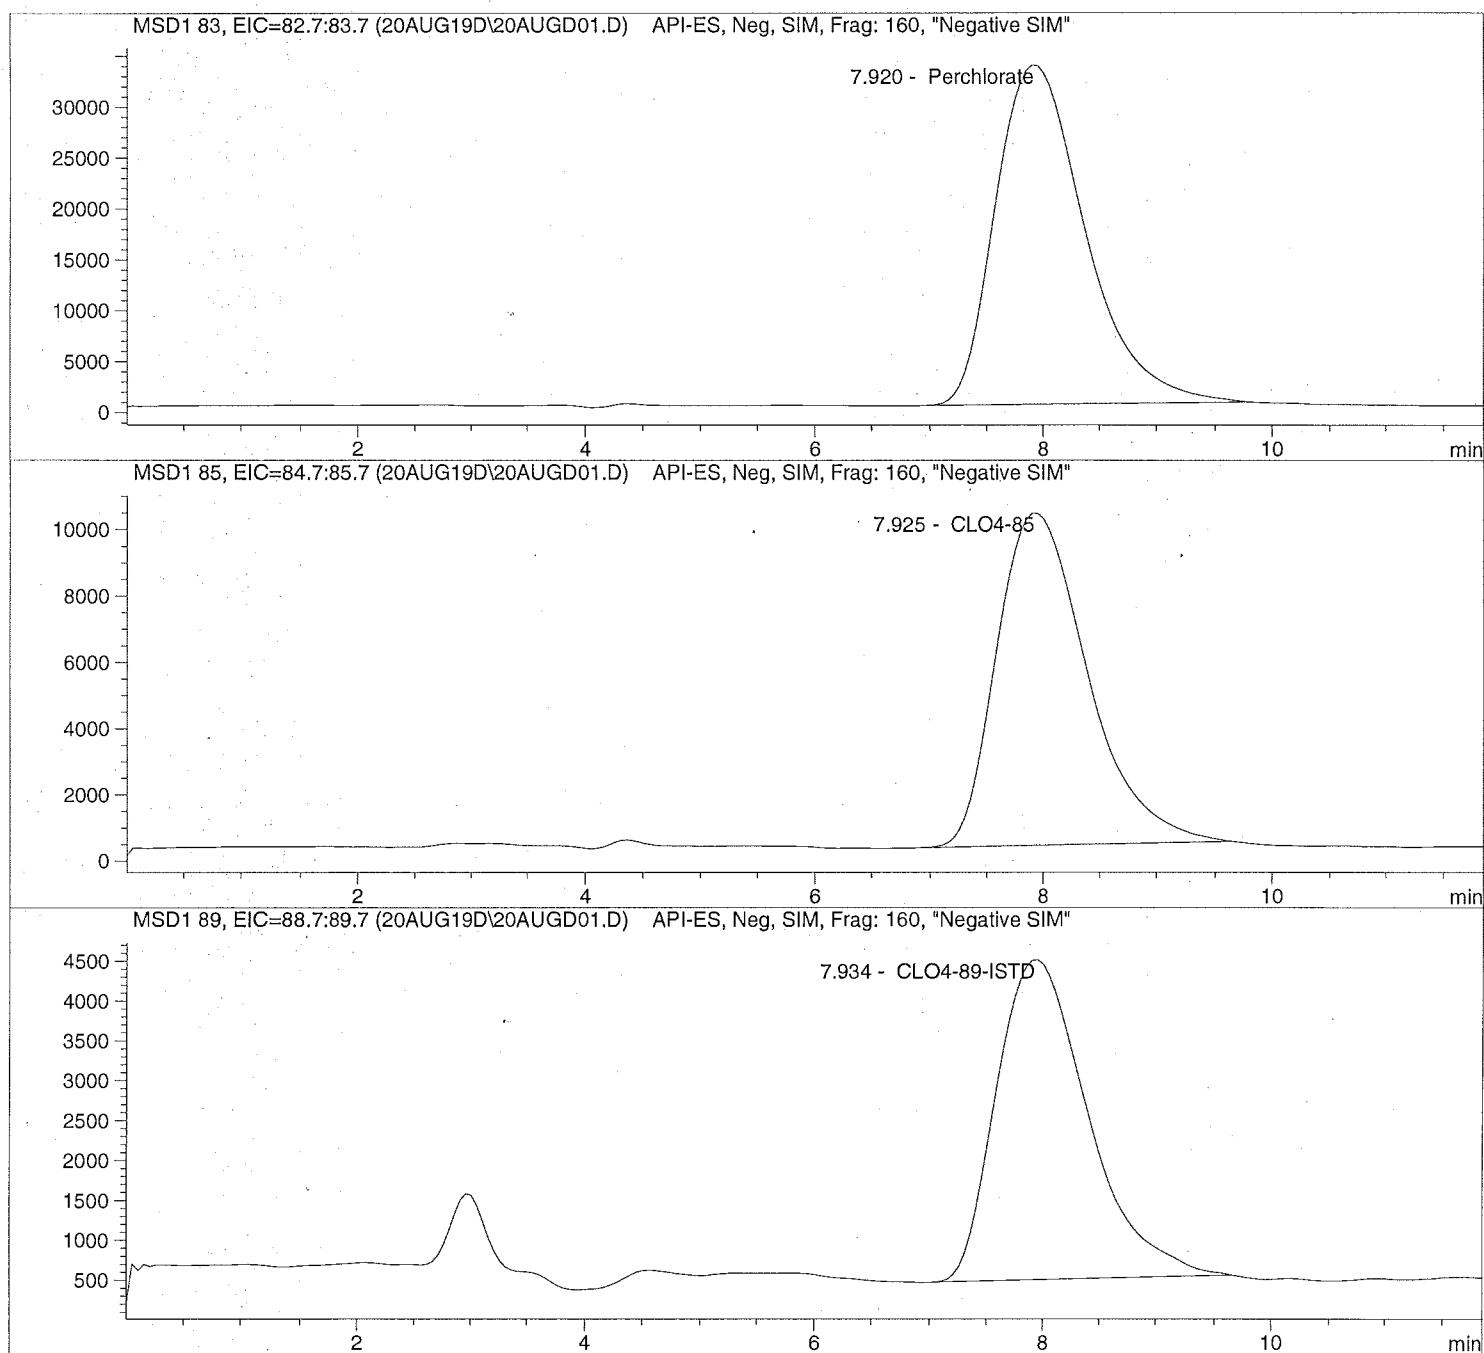 MSD1 83, EIC=82.7:83.7 (20AUG19D\20AUGD01.D) API-ES, Neg, SIM, Frag: 160, "Negative SIM"
7.920 - Perchlorate
30000
25000
20000
15000
10000
5000
0
2 4 6 8 10 min
MSD1 85, EIC=84.7:85.7 (20AUG19D\20AUGD01.D) API-ES, Neg, SIM, Frag: 160, "Negative SIM"
7.925 - CLO4-85
10000
8000
6000
4000
2000
0
2 4 6 8 10 min
MSD1 89, EIC=88.7:89.7 (20AUG19D\20AUGD01.D) API-ES, Neg, SIM, Frag: 160, "Negative SIM"
7.934 - CLO4-89-ISTD
4500
4000
3500
3000
2500
2000
1500
1000
500
2 4 6 8 10 min